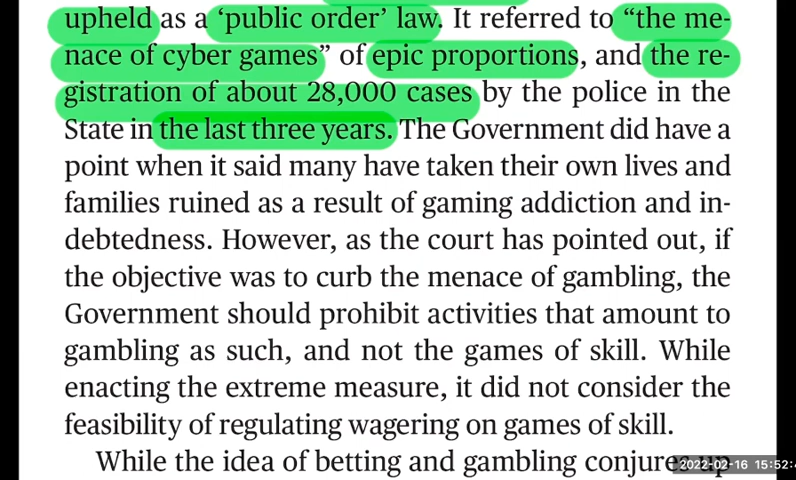 upheld as a ‘public order’ law. It referred to “the me-
nace of cyber games” of epic proportions, and the re-
gistration of about 28,000 cases by the police in the
State in the last three years. The Government did have a
point when it said many have taken their own lives and
families ruined as a result of gaming addiction and in-
debtedness. However, as the court has pointed out, if
the objective was to curb the menace of gambling, the
Government should prohibit activities that amount to
gambling as such, and not the games of skill. While
enacting the extreme measure, it did not consider the
feasibility of regulating wagering on games of skill.
While the idea of betting and gambling conjures up
2022-02-16 15:52: